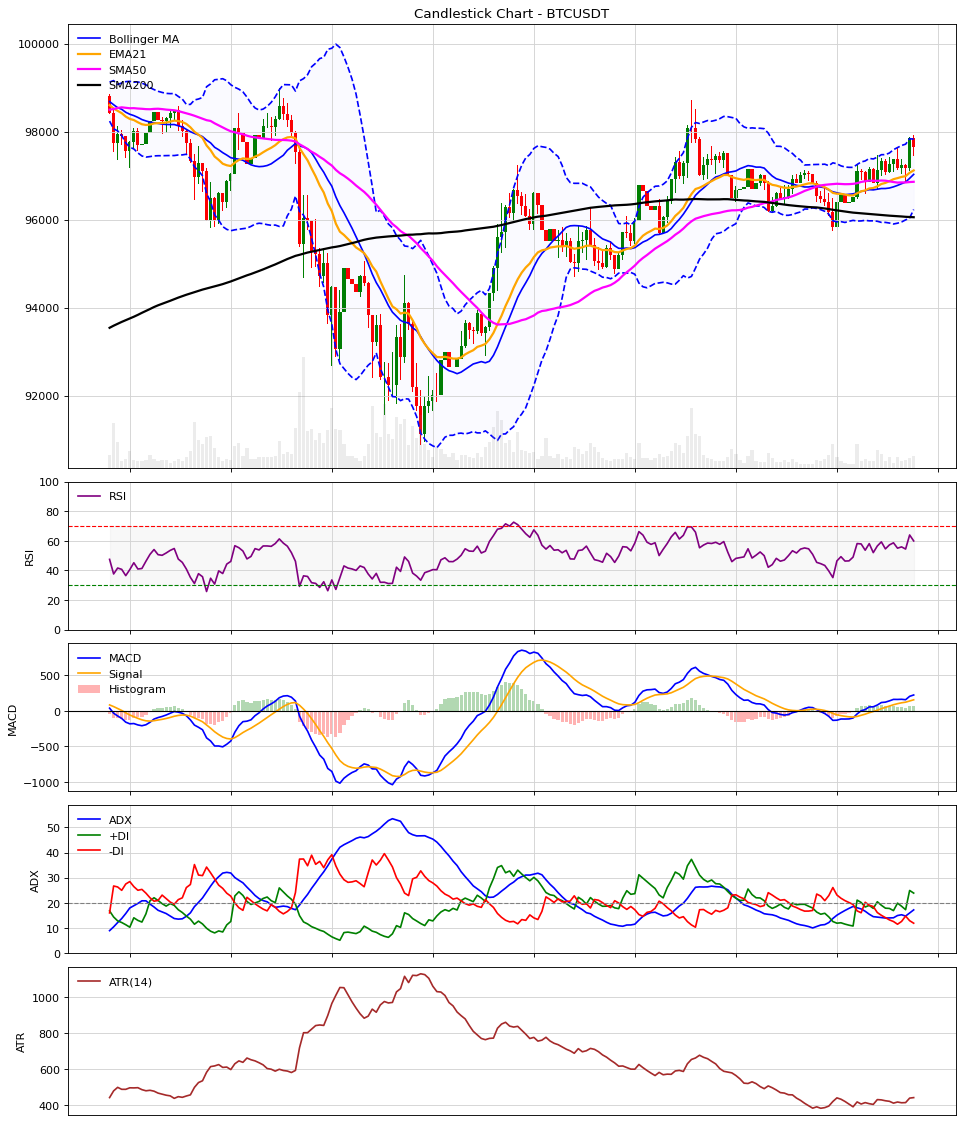 Candlestick Chart - BTCUSDT
Bollinger MA
EMA21
SMA50
SMA200
100000
98000
96000
94000
92000
RSI
RSI
100
80
60
40
20
0
MACD
Signal
Histogram
MACD
500
0
−500
−1000
ADX
+DI
-DI
ADX
50
40
30
20
10
0
ATR(14)
ATR
1000
800
600
400